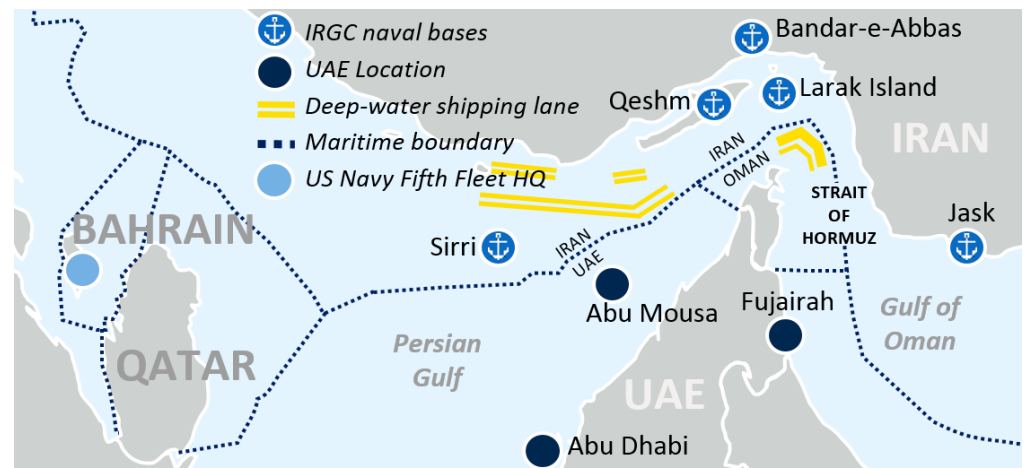 IRGC naval bases
UAE Location
Deep-water shipping lane
Maritime boundary
US Navy Fifth Fleet HQ
Bandar-e-Abbas
Larak Island
Qeshm
IRAN
IRAN
OMAN
STRAIT
OF
HORMUZ
Jask
BAHRAIN
Sirri
IRAN
UAE
Abu Mousa
Fujairah
Gulf of
Oman
Persian
Gulf
QATAR
UAE
Abu Dhabi